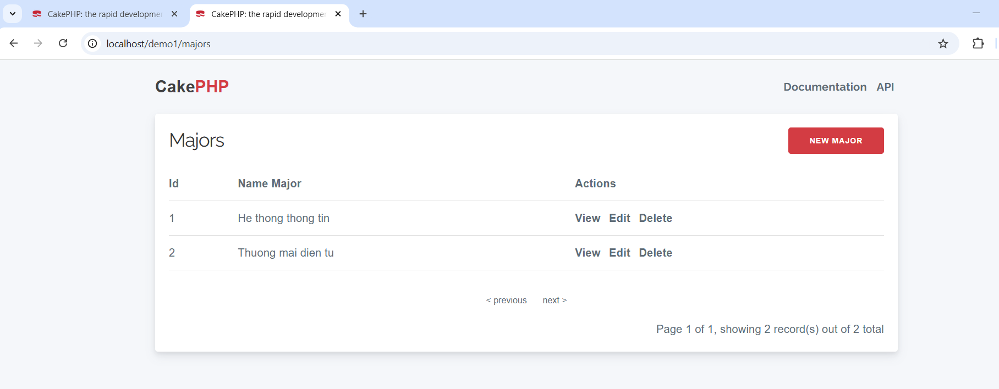 CakePHP: the rapid developme
CakePHP: the rapid developme
localhost/demo1/majors
CakePHP
Documentation API
Majors
NEW MAJOR
Id Name Major Actions
1 He thong thong tin View Edit Delete
2 Thuong mai dien tu View Edit Delete
< previous next >
Page 1 of 1, showing 2 record(s) out of 2 total